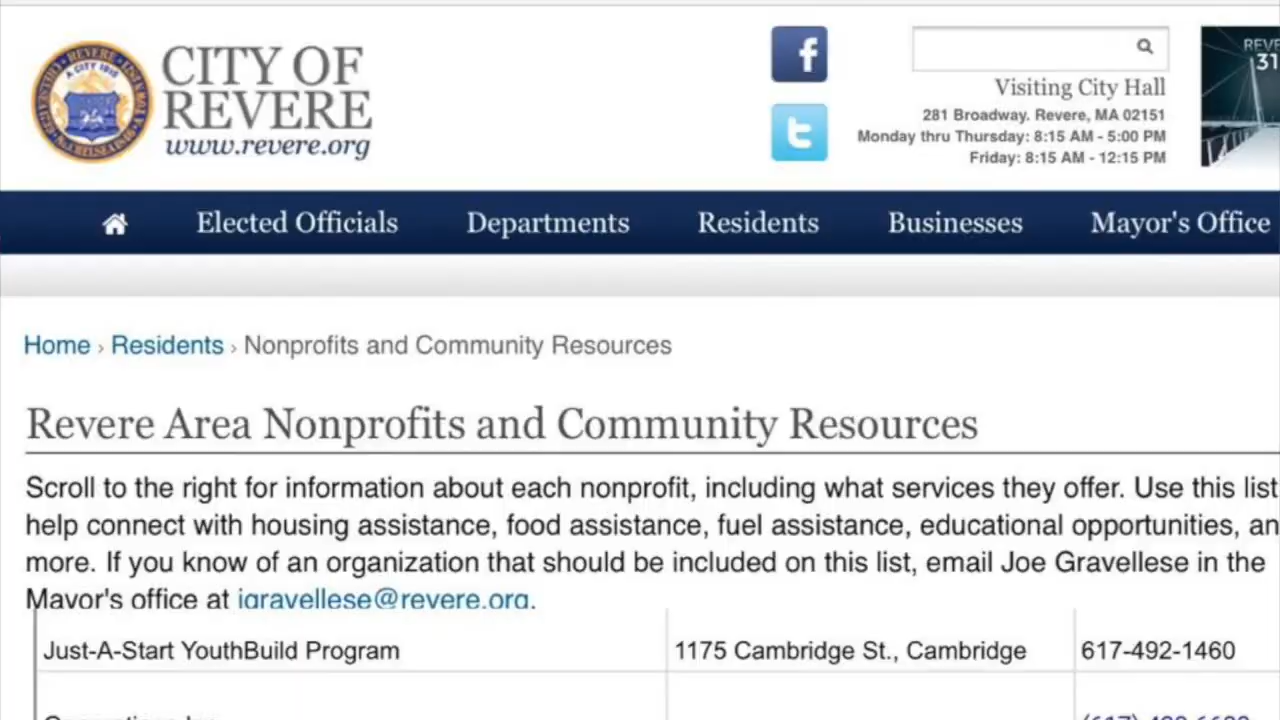 CITY OF
REVERE
www.revere.org
REVERE
A CITY 1915
f
t
Visiting City Hall
281 Broadway. Revere, MA 02151
Monday thru Thursday: 8:15 AM - 5:00 PM
Friday: 8:15 AM - 12:15 PM
REVE
31
Elected Officials
Departments
Residents
Businesses
Mayor's Office
Home › Residents › Nonprofits and Community Resources
Revere Area Nonprofits and Community Resources
Scroll to the right for information about each nonprofit, including what services they offer. Use this list
help connect with housing assistance, food assistance, fuel assistance, educational opportunities, an
more. If you know of an organization that should be included on this list, email Joe Gravellese in the
Mayor's office at jgravellese@revere.org.
Just-A-Start YouthBuild Program 1175 Cambridge St., Cambridge 617-492-1460